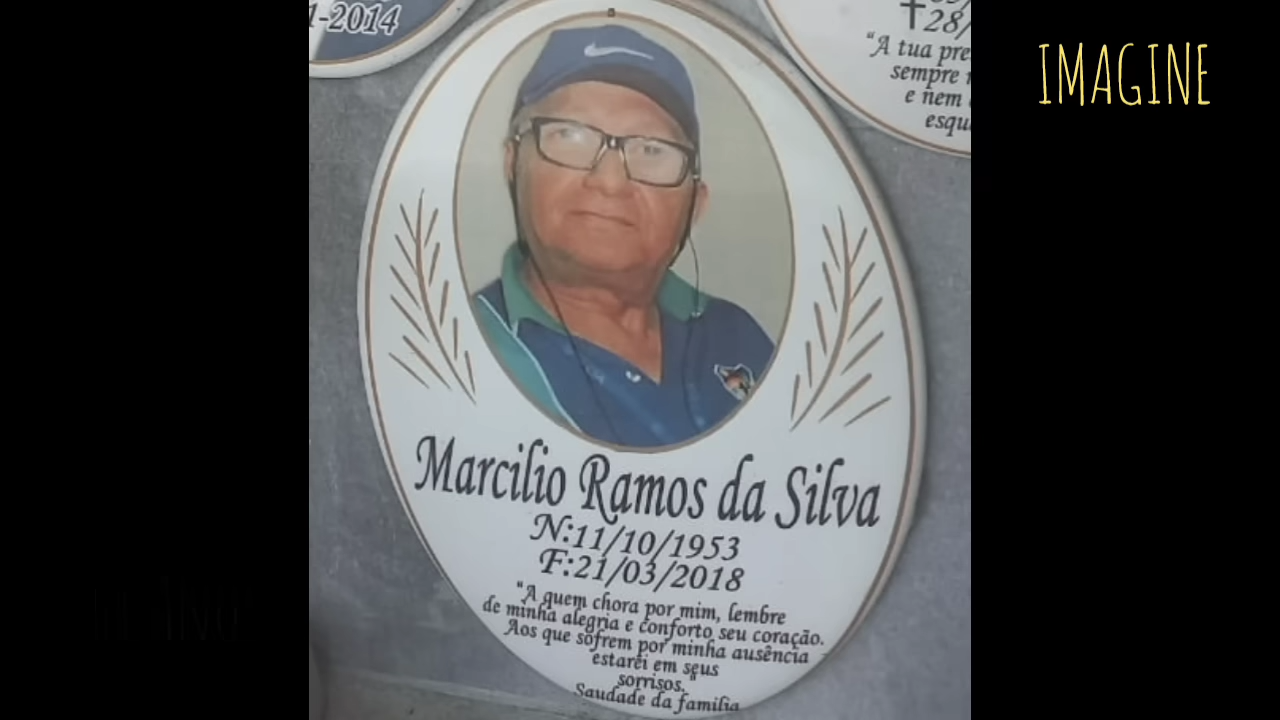 1-2014
28/
"A tua pre
sempre
e nem
esqu
IMAGINE
Marcilio Ramos da Silva
N:11/10/1953
F:21/03/2018
"A quem chora por mim, lembre
de minha alegria e conforto seu coração.
Aos que sofrem por minha ausência
estarei em seus
sorrisos."
Saudade da familia